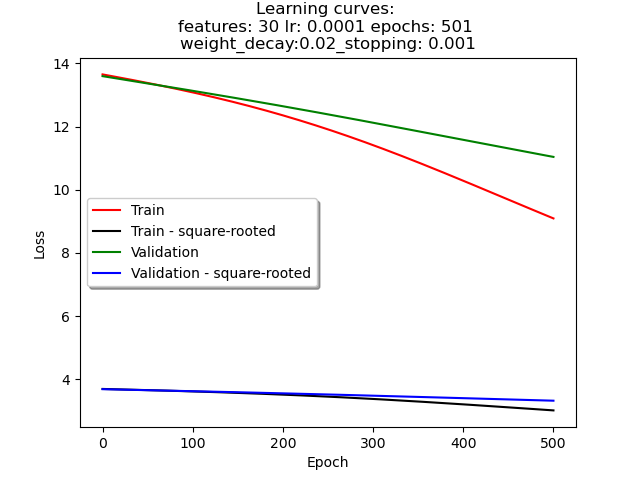 Learning curves:
features: 30 lr: 0.0001 epochs: 501
weight_decay:0.02_stopping: 0.001
14
12
10
8
6
4
Loss
Train
Train - square-rooted
Validation
Validation - square-rooted
0 100 200 300 400 500
Epoch